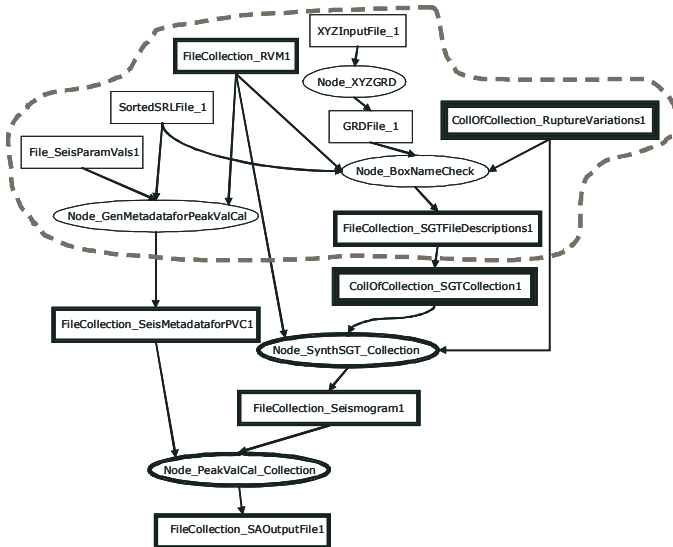 XYZInputFile_1
FileCollection_RVM1
Node_XYZGRD
SortedSRLFile_1
GRDFile_1
CollOfCollection_RuptureVariations1
File_SeisParamVals1
Node_BoxNameCheck
Node_GenMetadataforPeakValCal
FileCollection_SGTFileDescriptions1
CollOfCollection_SGTCollection1
FileCollection_SeisMetadataforPVC1
Node_SynthSGT_Collection
FileCollection_Seismogram1
Node_PeakValCal_Collection
FileCollection_SAOutputFile1